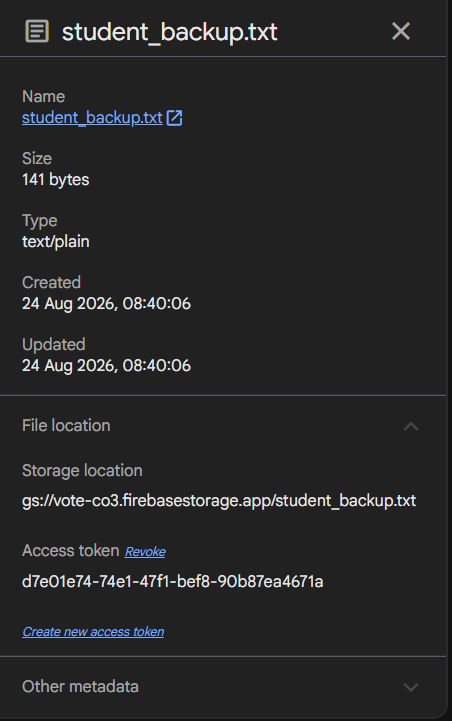 student_backup.txt
Name
student_backup.txt
Size
141 bytes
Type
text/plain
Created
24 Aug 2026, 08:40:06
Updated
24 Aug 2026, 08:40:06
File location
Storage location
gs://vote-co3.firebasestorage.app/student_backup.txt
Access token Revoke
d7e01e74-74e1-47f1-bef8-90b87ea4671a
Create new access token
Other metadata